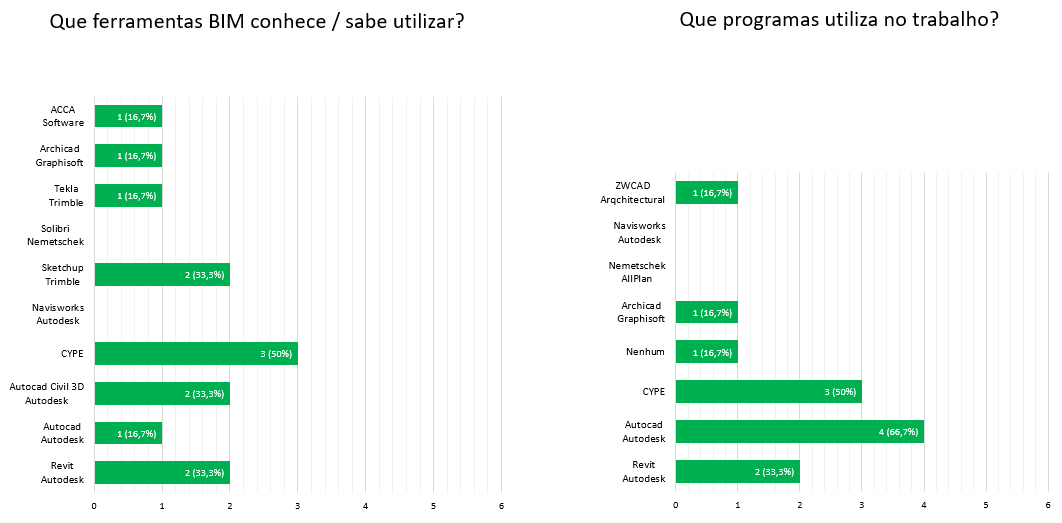 Que ferramentas BIM conhece / sabe utilizar?
ACCA
Software
1 (16,7%)
Archicad
Graphisoft
1 (16,7%)
Tekla
Trimble
1 (16,7%)
Solibri
Nemetschek
Sketchup
Trimble
2 (33,3%)
Navisworks
Autodesk
CYPE
3 (50%)
Autocad Civil 3D
Autodesk
2 (33,3%)
Autocad
Autodesk
1 (16,7%)
Revit
Autodesk
2 (33,3%)
0 1 2 3 4 5 6
Que programas utiliza no trabalho?
ZWCAD
Arqchitectural
1 (16,7%)
Navisworks
Autodesk
Nemetschek
AllPlan
Archicad
Graphisoft
1 (16,7%)
Nenhum
1 (16,7%)
CYPE
3 (50%)
Autocad
Autodesk
4 (66,7%)
Revit
Autodesk
2 (33,3%)
0 1 2 3 4 5 6